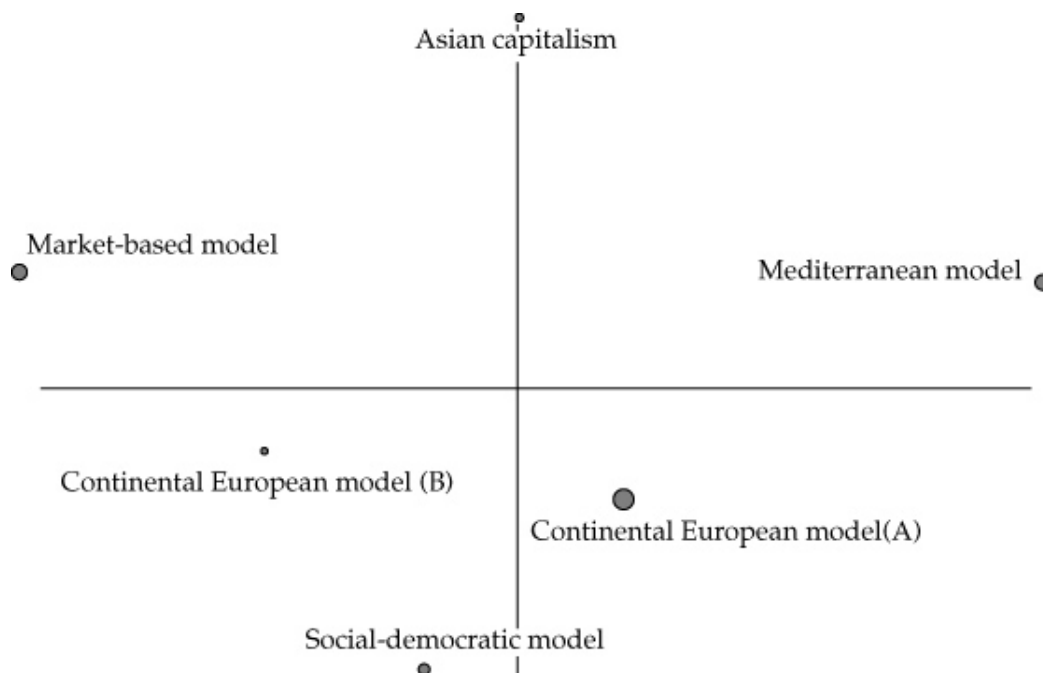 Asian capitalism
Market-based model
Mediterranean model
Continental European model (B)
Continental European model(A)
Social-democratic model